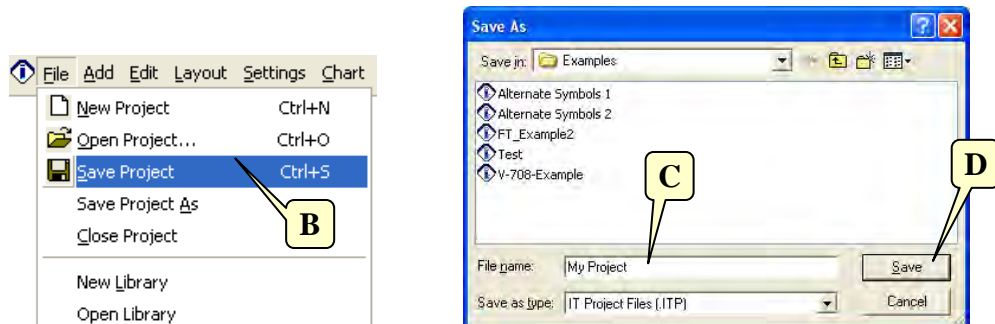 File Add Edit Layout Settings Chart
New Project Ctrl+N
Open Project... Ctrl+O
Save Project Ctrl+S
Save Project As
Close Project
New Library
Open Library
B
Save As
Save in: Examples
Alternate Symbols 1
Alternate Symbols 2
FT_Example2
Test
V-708-Example
C
D
File name: My Project Save
Save as type: IT Project Files (.ITP) Cancel